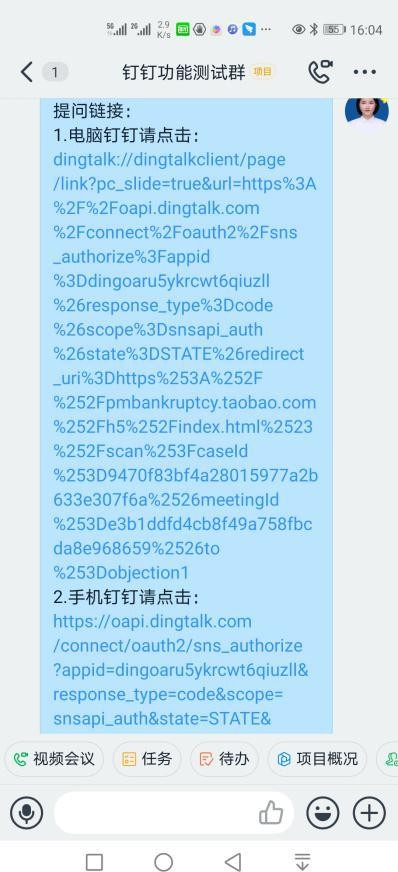 5G 2G 2.9 K/s 55 16:04
1 钉钉功能测试群 项目
提问链接：
1.电脑钉钉请点击：
dingtalk://dingtalkclient/page
/link?pc_slide=true&url=https%3A
%2F%2Foapi.dingtalk.com
%2Fconnect%2Foauth2%2Fsns
_authorize%3Fappid
%3Ddingoaru5ykrcwt6qiuzll
%26response_type%3Dcode
%26scope%3Dsnsapi_auth
%26state%3DSTATE%26redirect
_uri%3Dhttps%253A%252F
%252Fpmbankruptcy.taobao.com
%252Fh5%252Findex.html%2523
%252Fscan%253FcaseId
%253D9470f83bf4a28015977a2b
633e307f6a%2526meetingId
%253De3b1ddfd4cb8f49a758fbc
da8e968659%2526to
%253Dobjection1
2.手机钉钉请点击：
https://oapi.dingtalk.com
/connect/oauth2/sns_authorize
?appid=dingoaru5ykrcwt6qiuzll&
response_type=code&scope=
snsapi_auth&state=STATE&
视频会议 任务 待办 项目概况